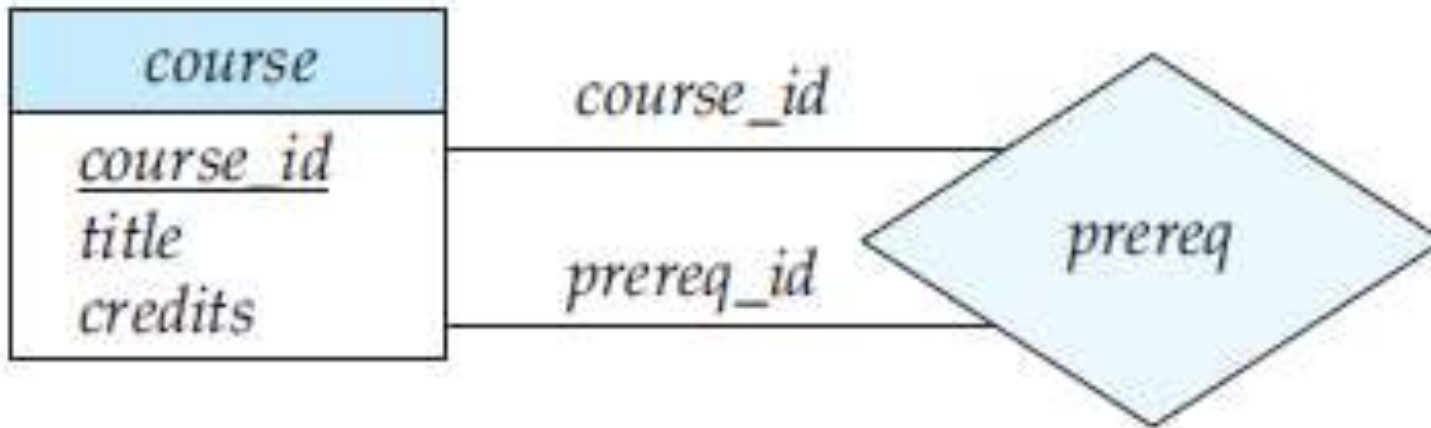 course
course_id
title
credits
course_id
prereq_id
prereq